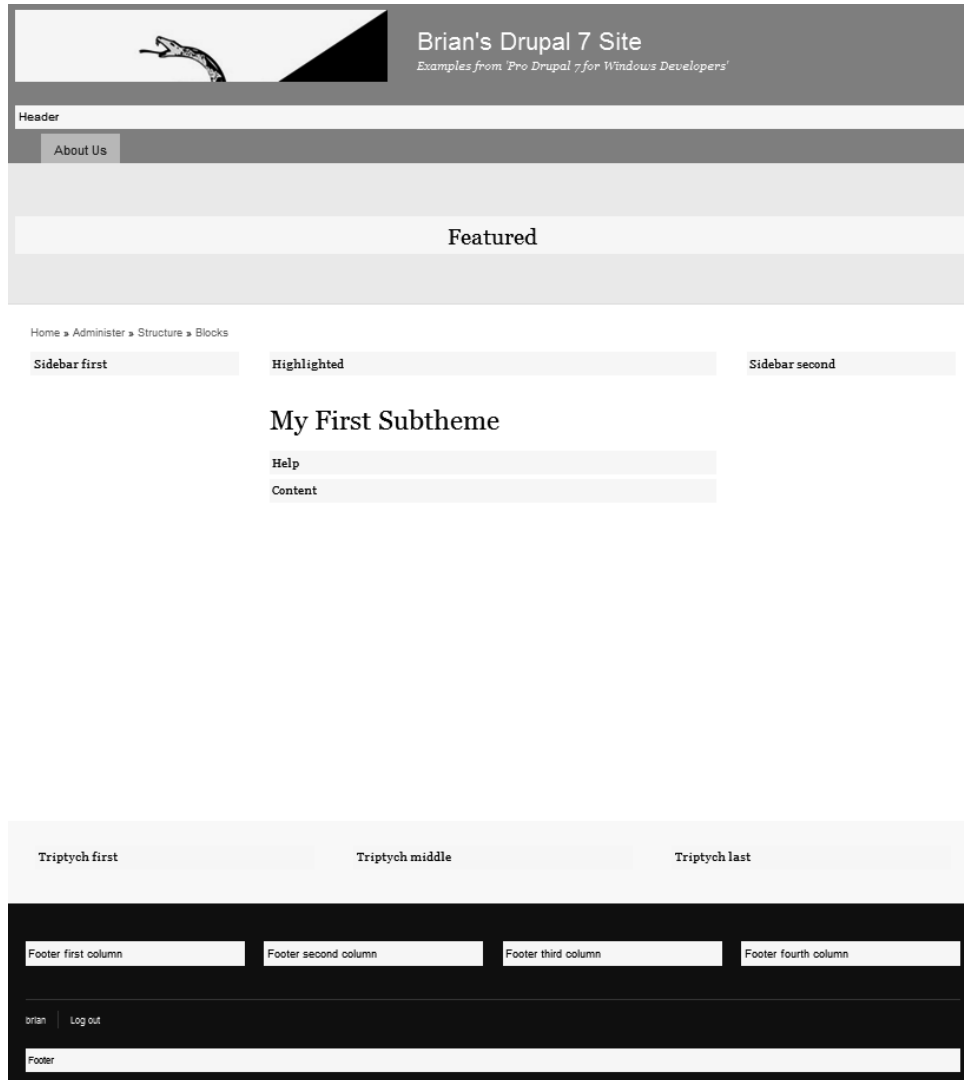 Brian's Drupal 7 Site
Examples from 'Pro Drupal 7 for Windows Developers'
Header
About Us
Featured
Home » Administer » Structure » Blocks
Sidebar first
Highlighted
Sidebar second
My First Subtheme
Help
Content
Triptych first
Triptych middle
Triptych last
Footer first column
Footer second column
Footer third column
Footer fourth column
brian
Log out
Footer